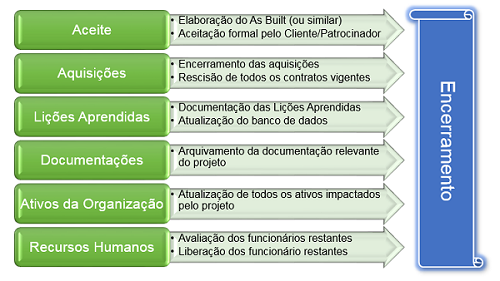 Aceite
• Elaboração do As Built (ou similar)
• Aceitação formal pelo Cliente/Patrocinador
Aquisições
• Encerramento das aquisições
• Rescisão de todos os contratos vigentes
Lições Aprendidas
• Documentação das Lições Aprendidas
• Atualização do banco de dados
Documentações
• Arquivamento da documentação relevante
do projeto
Ativos da Organização
• Atualização de todos os ativos impactados
pelo projeto
Recursos Humanos
• Avaliação dos funcionários restantes
• Liberação dos funcionário restantes
Encerramento